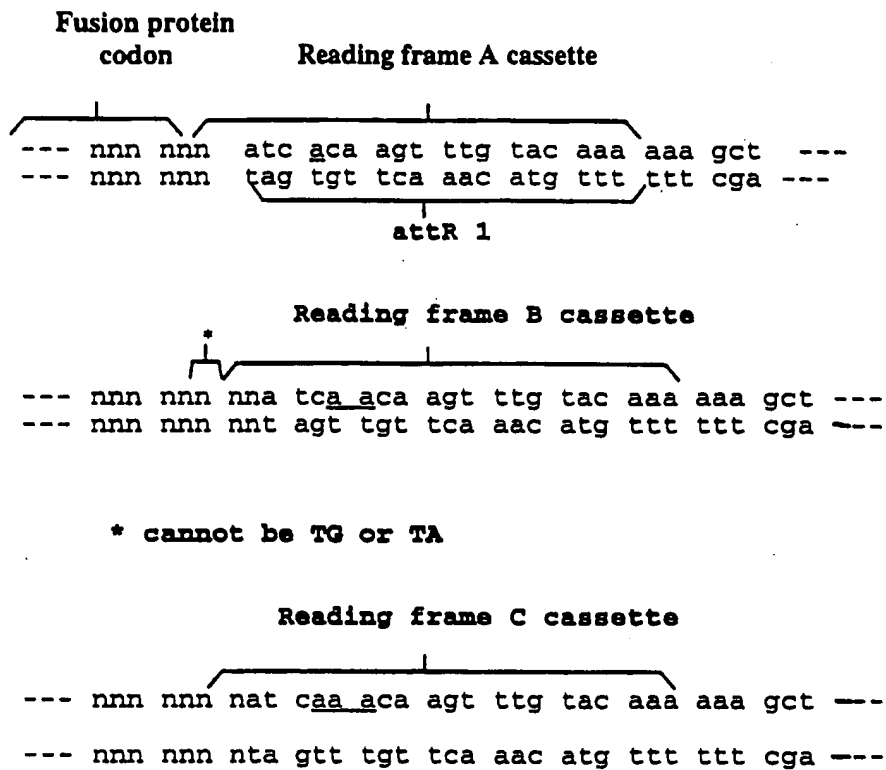 Fusion protein
codon
Reading frame A cassette
--- nnn nnn atc aca agt ttg tac aaa aaa gct ---
--- nnn nnn tag tgt tca aac atg ttt ttt cga ---
attR 1
Reading frame B cassette
*
--- nnn nnn nna tca aca agt ttg tac aaa aaa gct ---
--- nnn nnn nnt agt tgt tca aac atg ttt ttt cga ---
* cannot be TG or TA
Reading frame C cassette
--- nnn nnn nat caa aca agt ttg tac aaa aaa gct ---
--- nnn nnn nta gtt tgt tca aac atg ttt ttt cga ---